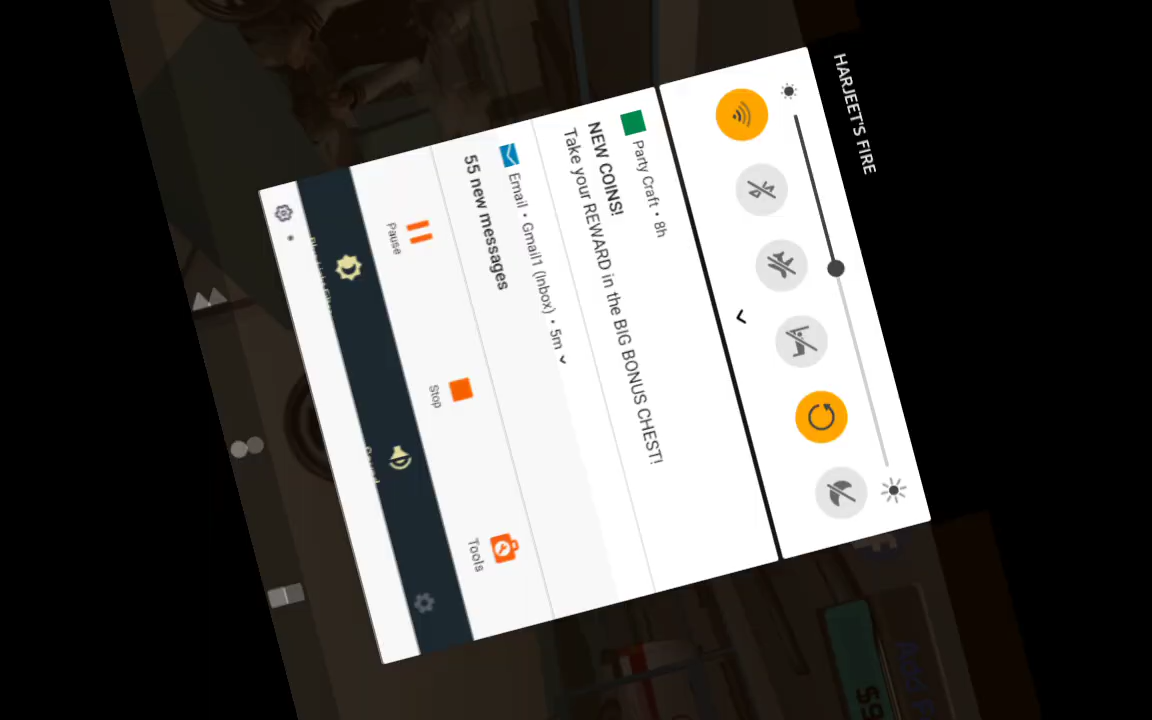 HARJEET'S FIRE
Party Craft • 8h
NEW COINS!
Take your REWARD in the BIG BONUS CHEST!
Email • Gmail1 (Inbox) • 5m
55 new messages
Pause
Stop
Tools